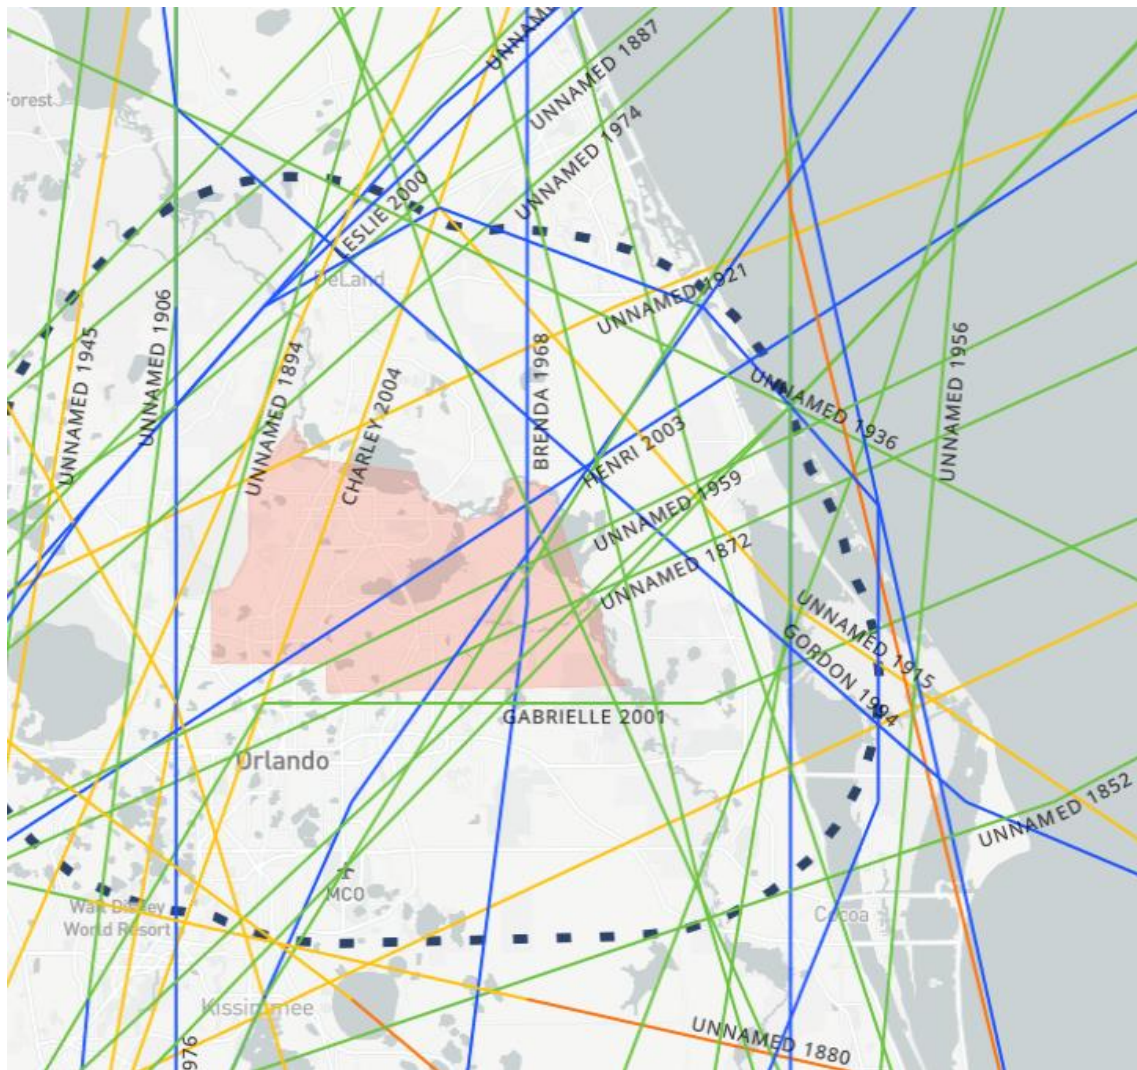 UNNAM
UNNAMED 1887
Forest
UNNAMED 1974
LESLIE 2000
DeLand
UNNAMED 1921
UNNAMED 1906
UNNAMED 1945
UNNAMED 1894
CHARLEY 2004
BRENDA 1968
UNNAMED 1956
UNNAMED 1936
HENRI 2003
UNNAMED 1959
UNNAMED 1872
UNNAMED 1915
GORDON 1994
GABRIELLE 2001
Orlando
UNNAMED 1852
MCO
Walt Disney
World Resort
Cocoa
Kissimmee
UNNAMED 1880
976